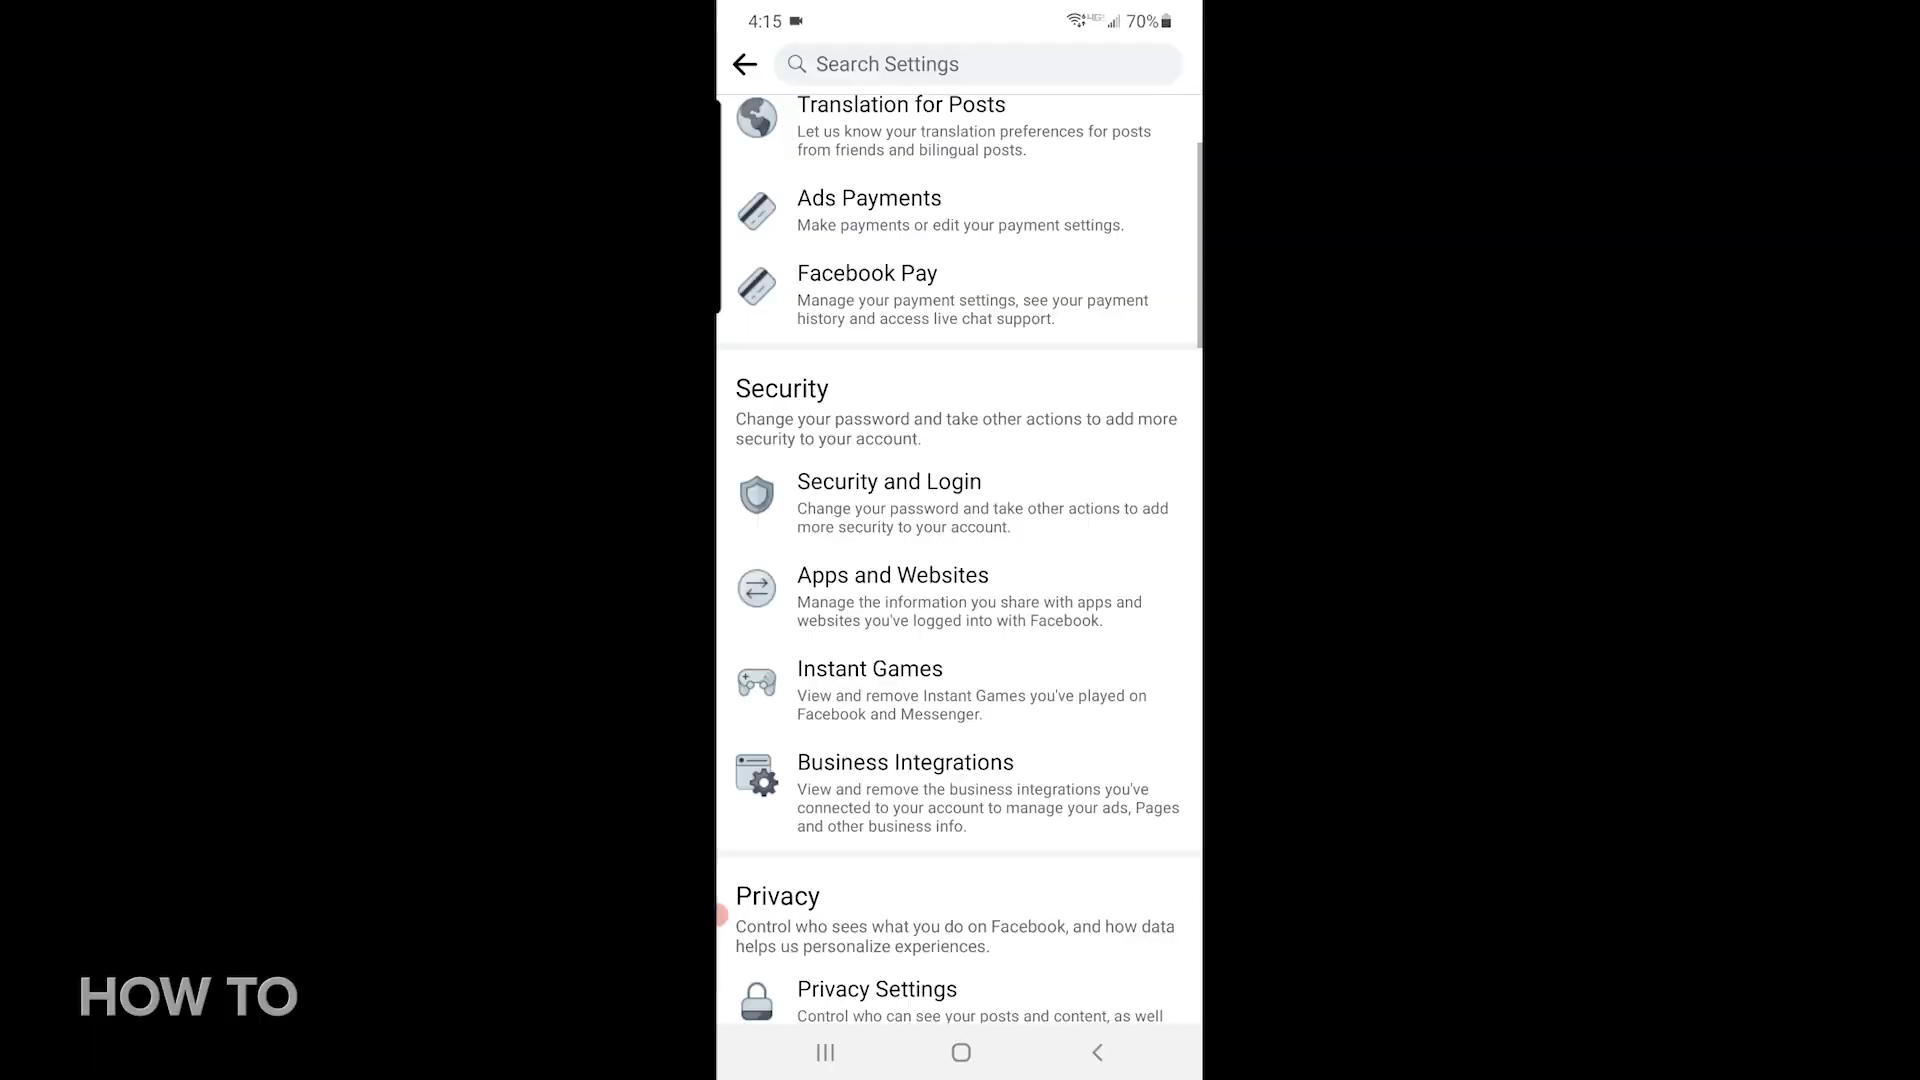 4:15
70%
Search Settings
Translation for Posts
Let us know your translation preferences for posts
from friends and bilingual posts.
Ads Payments
Make payments or edit your payment settings.
Facebook Pay
Manage your payment settings, see your payment
history and access live chat support.
Security
Change your password and take other actions to add more
security to your account.
Security and Login
Change your password and take other actions to add
more security to your account.
Apps and Websites
Manage the information you share with apps and
websites you've logged into with Facebook.
Instant Games
View and remove Instant Games you've played on
Facebook and Messenger.
Business Integrations
View and remove the business integrations you've
connected to your account to manage your ads, Pages
and other business info.
Privacy
Control who sees what you do on Facebook, and how data
helps us personalize experiences.
Privacy Settings
Control who can see your posts and content, as well
HOW TO